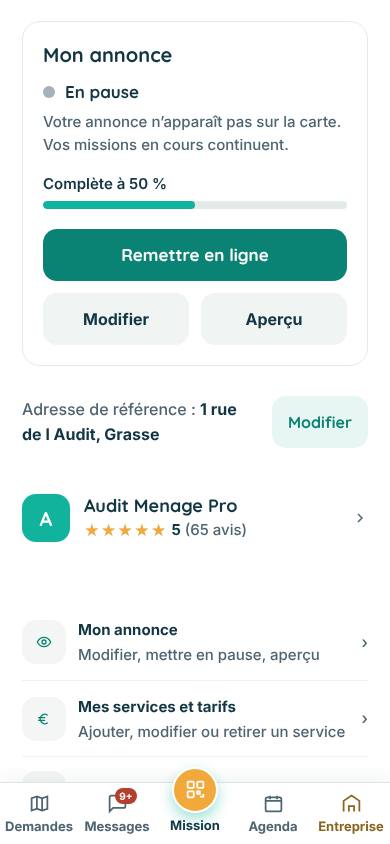 Mon annonce
En pause
Votre annonce n’apparaît pas sur la carte.
Vos missions en cours continuent.
Complète à 50 %
Remettre en ligne
Modifier
Aperçu
Adresse de référence : 1 rue
de l Audit, Grasse
Modifier
A
Audit Menage Pro
★★★★★ 5 (65 avis)
Mon annonce
Modifier, mettre en pause, aperçu
€
Mes services et tarifs
Ajouter, modifier ou retirer un service
9+
Demandes
Messages
Mission
Agenda
Entreprise